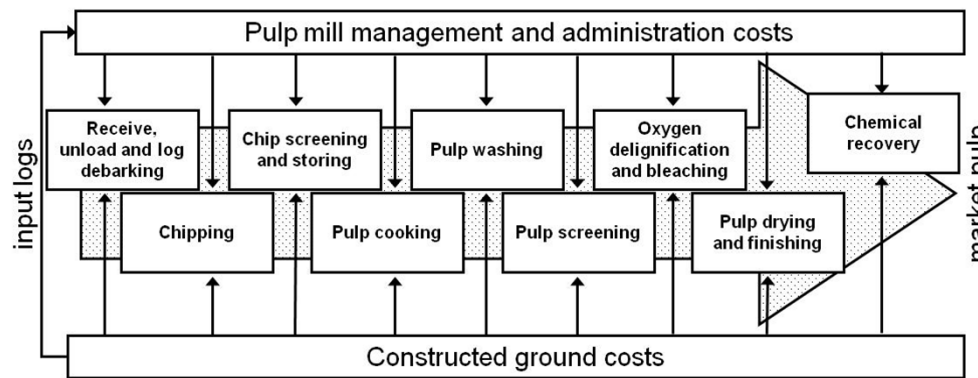 Pulp mill management and administration costs
input logs
Receive,
unload and log
debarking
Chip screening
and storing
Pulp washing
Oxygen
delignification
and bleaching
Chemical
recovery
Chipping
Pulp cooking
Pulp screening
Pulp drying
and finishing
market pulp
Constructed ground costs